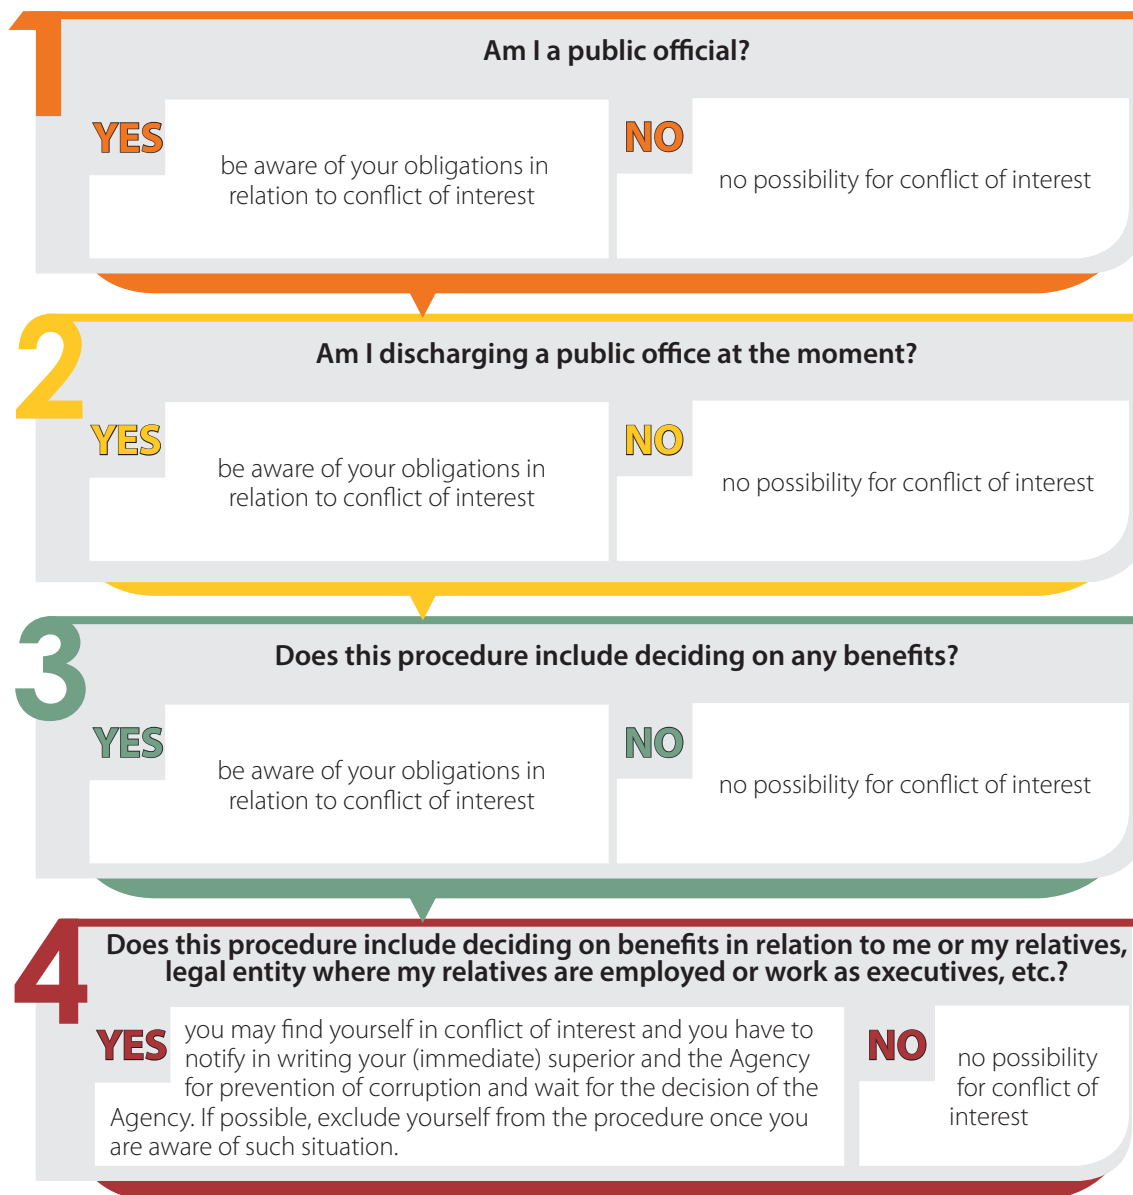 1
Am I a public official?
YES
be aware of your obligations in
relation to conflict of interest
NO
no possibility for conflict of interest
2
Am I discharging a public office at the moment?
YES
be aware of your obligations in
relation to conflict of interest
NO
no possibility for conflict of interest
3
Does this procedure include deciding on any benefits?
YES
be aware of your obligations in
relation to conflict of interest
NO
no possibility for conflict of interest
4
Does this procedure include deciding on benefits in relation to me or my relatives,
legal entity where my relatives are employed or work as executives, etc.?
YES
you may find yourself in conflict of interest and you have to
notify in writing your (immediate) superior and the Agency
for prevention of corruption and wait for the decision of the
Agency. If possible, exclude yourself from the procedure once you
are aware of such situation.
NO
no possibility
for conflict of
interest